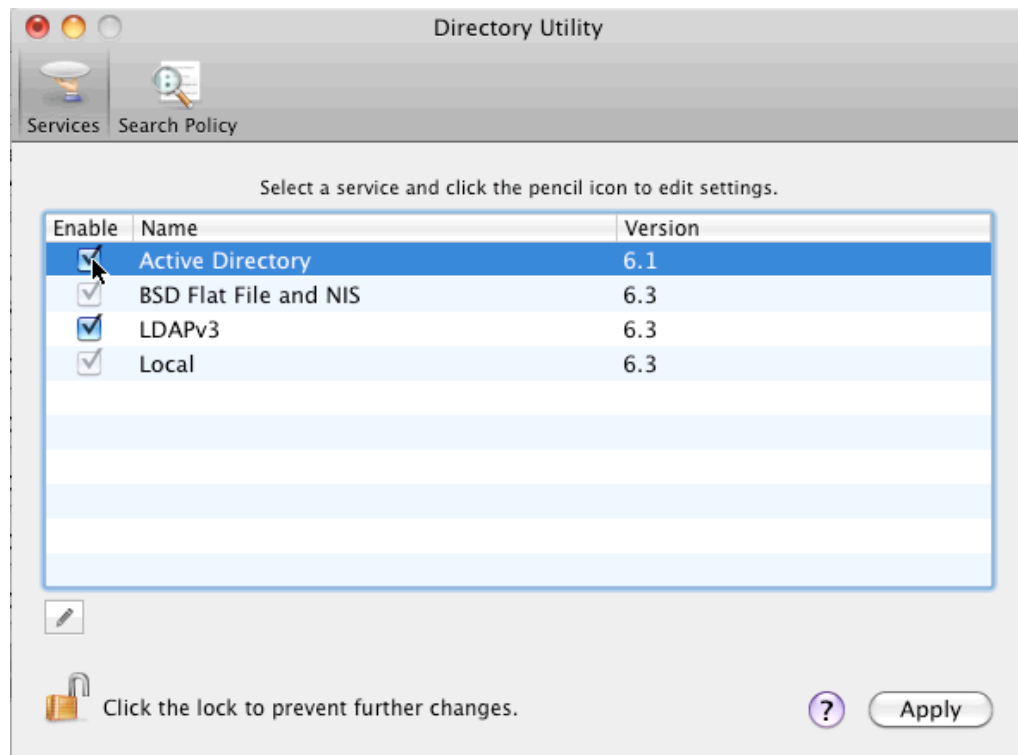 Directory Utility
Services Search Policy
Select a service and click the pencil icon to edit settings.
Enable Name Version
Active Directory 6.1
BSD Flat File and NIS 6.3
LDAPv3 6.3
Local 6.3
Click the lock to prevent further changes. ? Apply